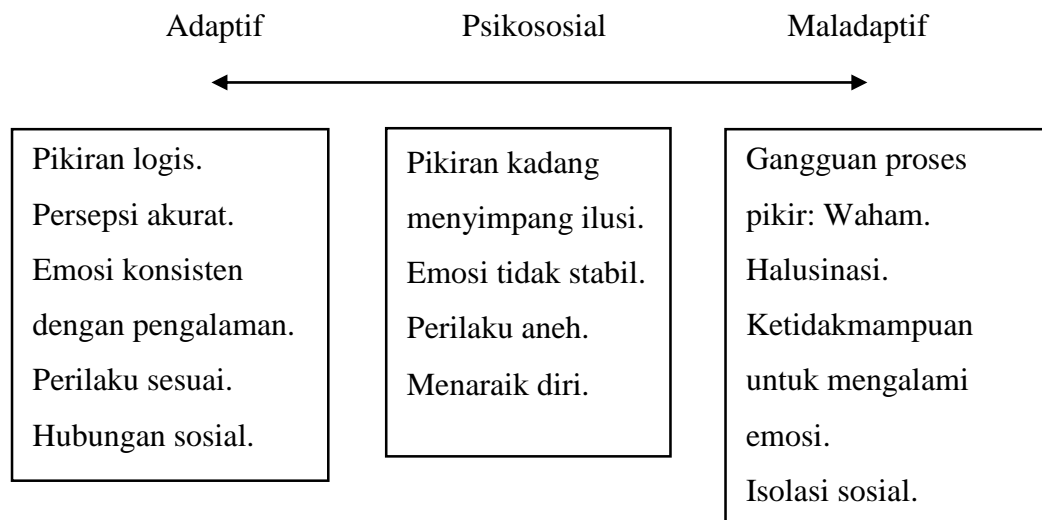 Adaptif Psikososial Maladaptif
Pikiran logis.
Persepsi akurat.
Emosi konsisten
dengan pengalaman.
Perilaku sesuai.
Hubungan sosial.
Pikiran kadang
menyimpang ilusi.
Emosi tidak stabil.
Perilaku aneh.
Menaraik diri.
Gangguan proses
pikir: Waham.
Halusinasi.
Ketidakmampuan
untuk mengalami
emosi.
Isolasi sosial.